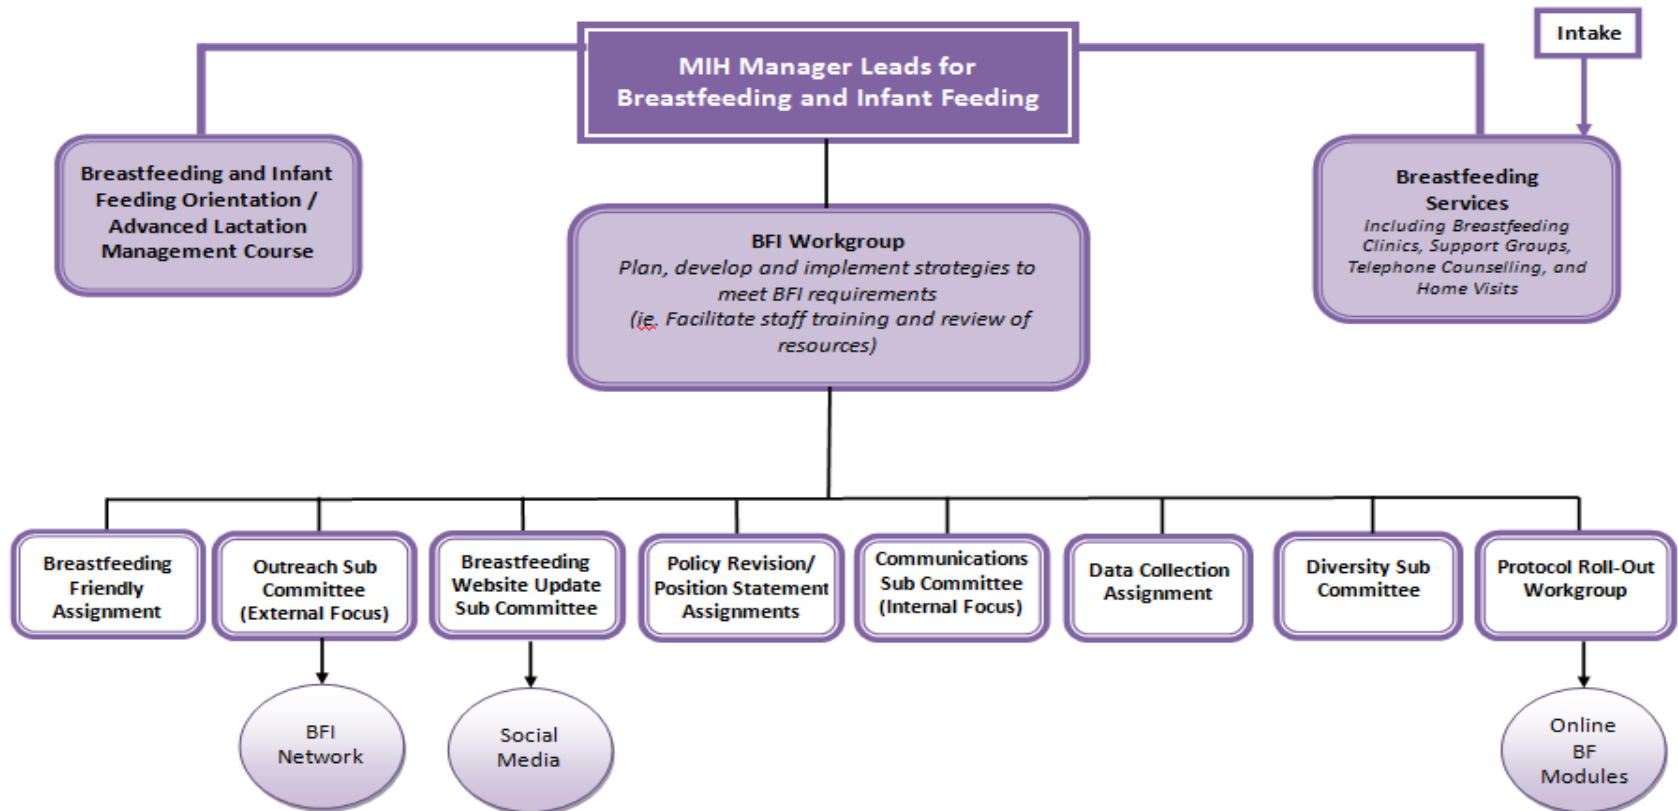 MIH Manager Leads for
Breastfeeding and Infant Feeding
Intake
Breastfeeding and Infant
Feeding Orientation /
Advanced Lactation
Management Course
BFI Workgroup
Plan, develop and implement strategies to
meet BFI requirements
(ie. Facilitate staff training and review of
resources)
Breastfeeding
Services
Including Breastfeeding
Clinics, Support Groups,
Telephone Counselling, and
Home Visits
Breastfeeding
Friendly
Assignment
Outreach Sub
Committee
(External Focus)
Breastfeeding
Website Update
Sub Committee
Policy Revision/
Position Statement
Assignments
Communications
Sub Committee
(Internal Focus)
Data Collection
Assignment
Diversity Sub
Committee
Protocol Roll-Out
Workgroup
BFI
Network
Social
Media
Online
BF
Modules